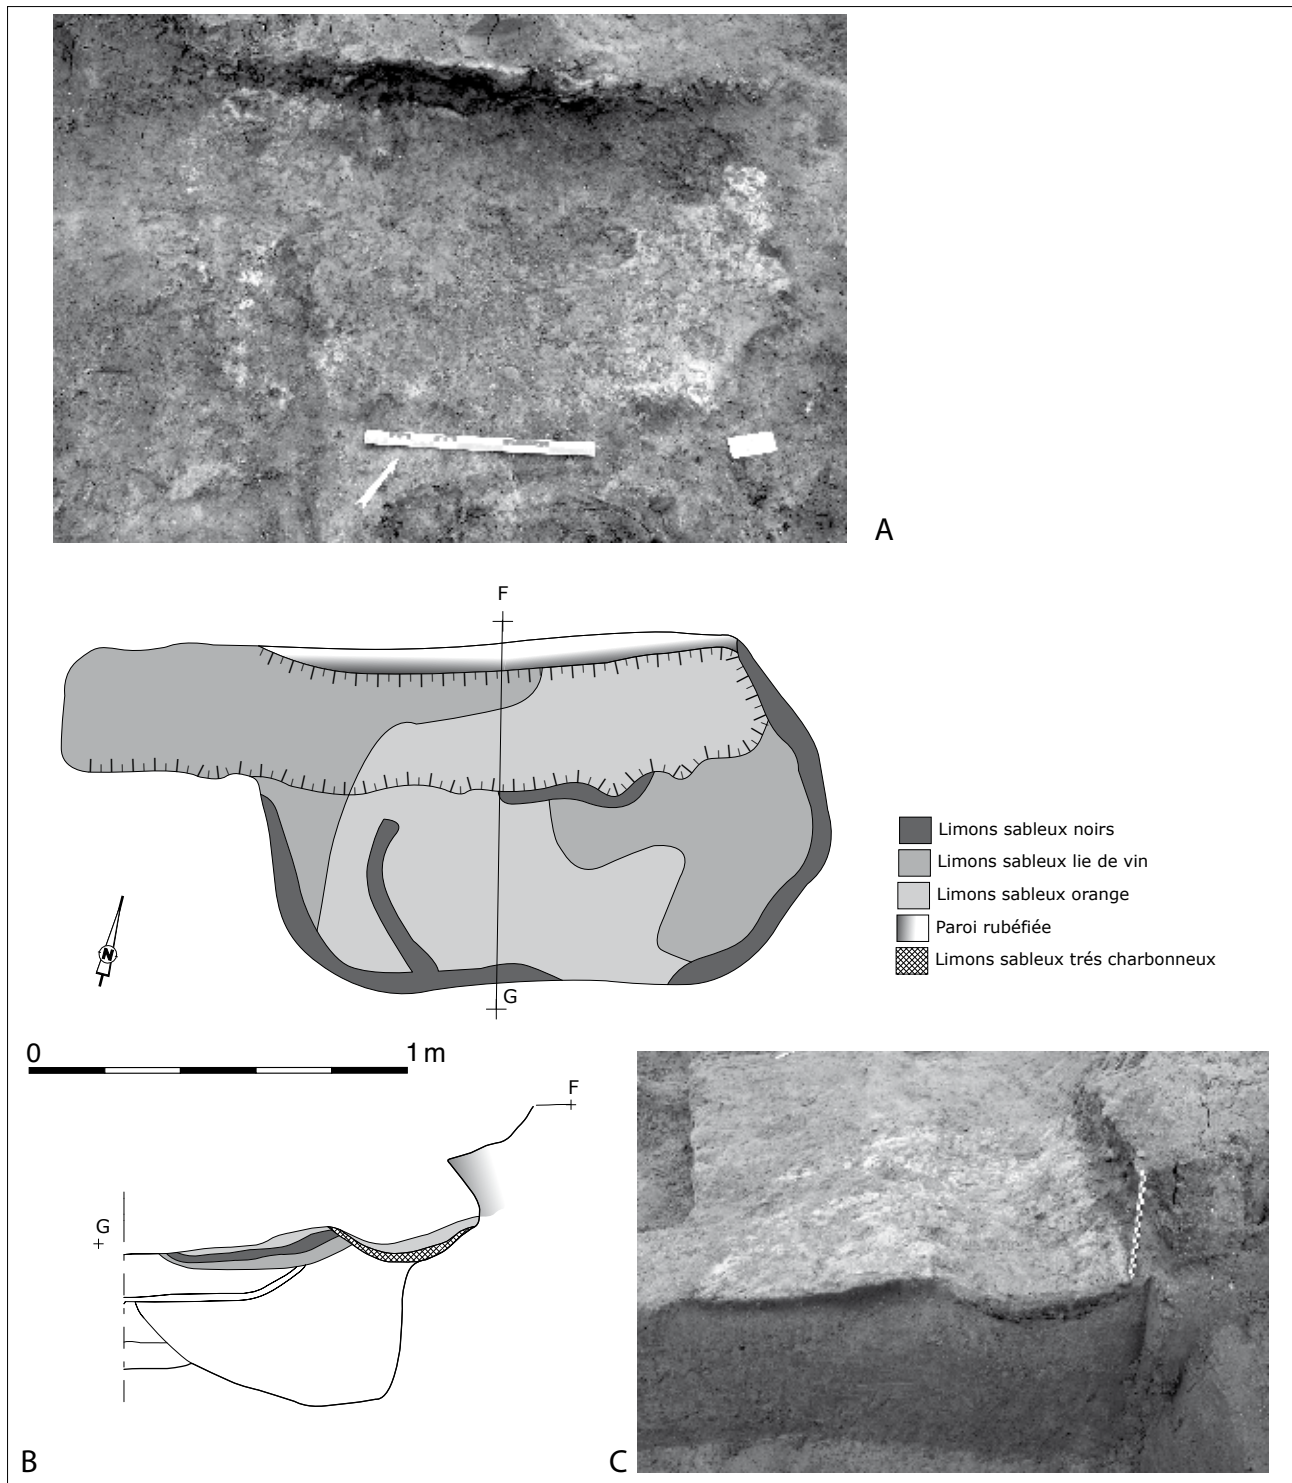 A
F
Limons sableux noirs
Limons sableux lie de vin
Limons sableux orange
Paroi rubéfiée
Limons sableux trés charbonneux
N
G
0 1 m
F
G
B
C